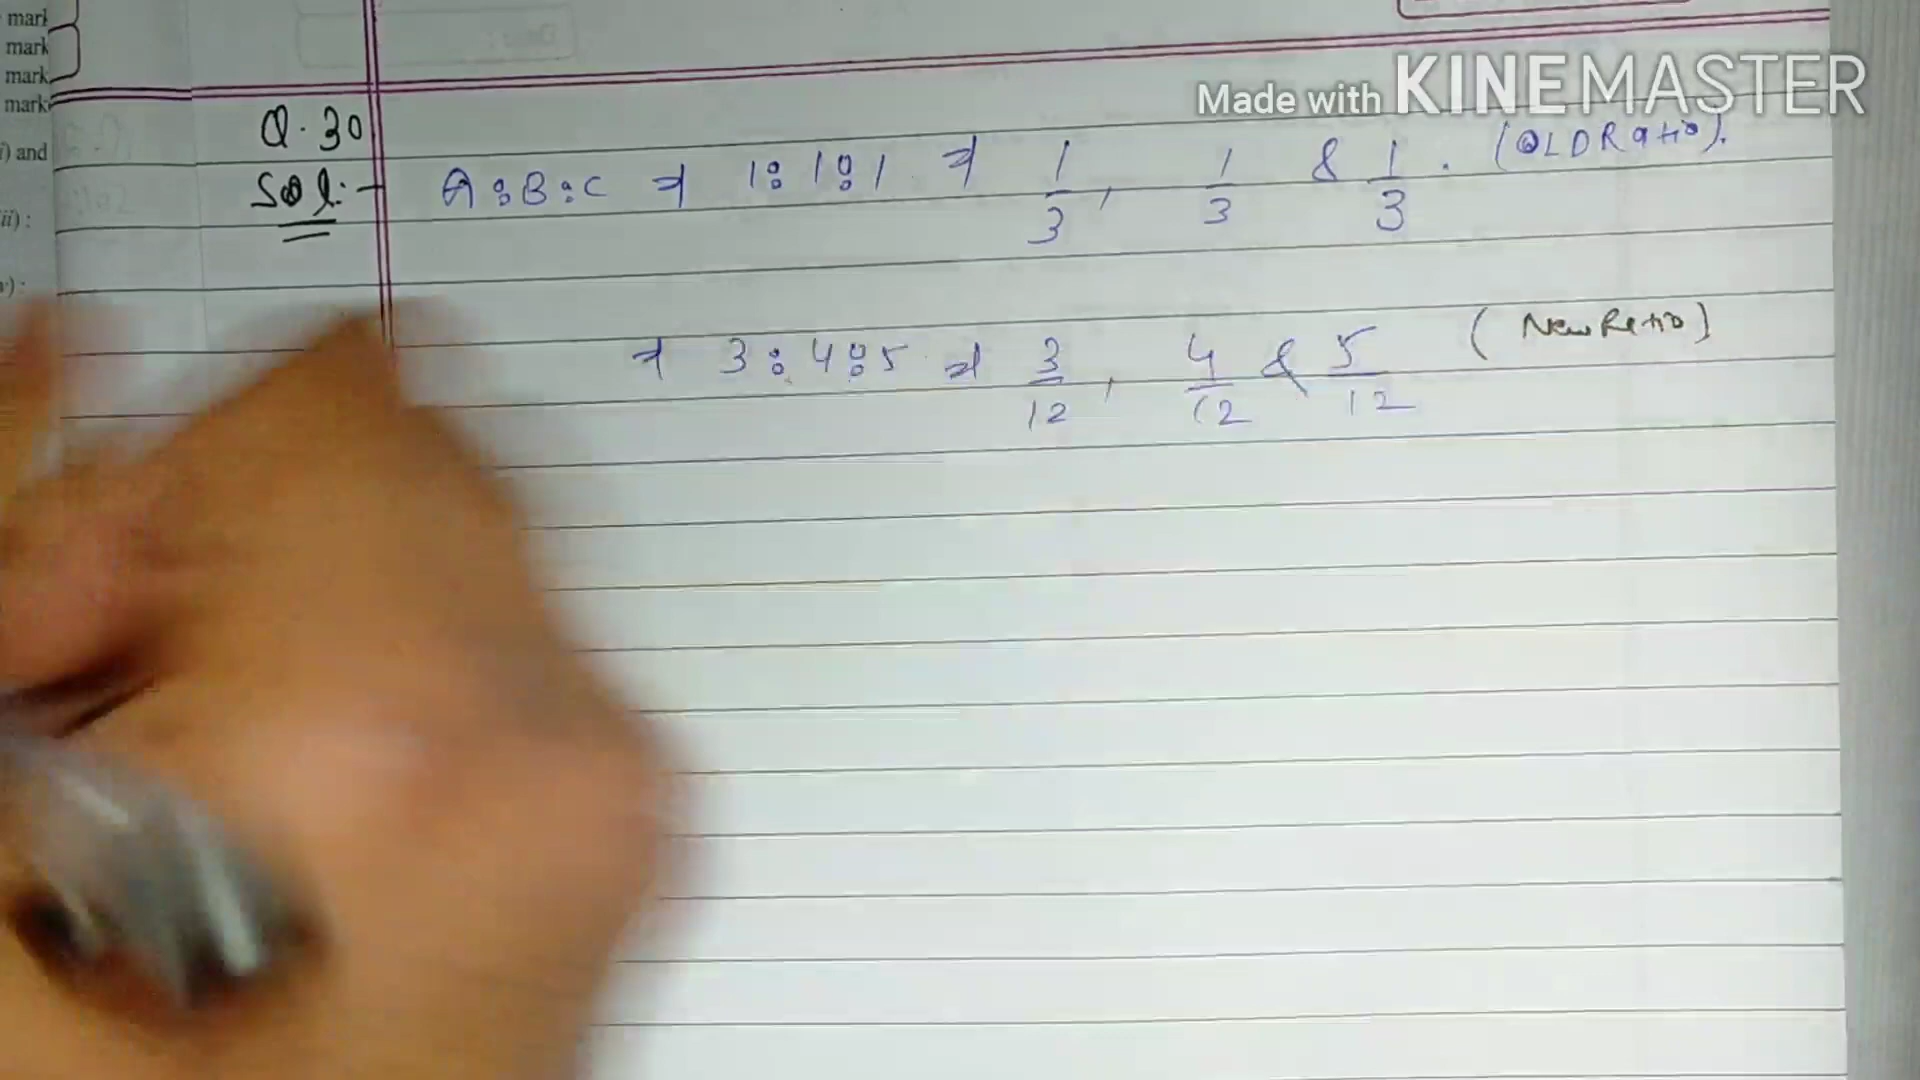 mark
mark
mark
mark
i) and
ii) :
Made with KINEMASTER
Q. 30
Sol :- A : B : C ⇒ 1 : 1 : 1 ⇒ 1/3, 1/3 & 1/3. (OLD Ratio).
⇒ 3 : 4 : 5 ⇒ 3/12, 4/12 & 5/12 (New Ratio)